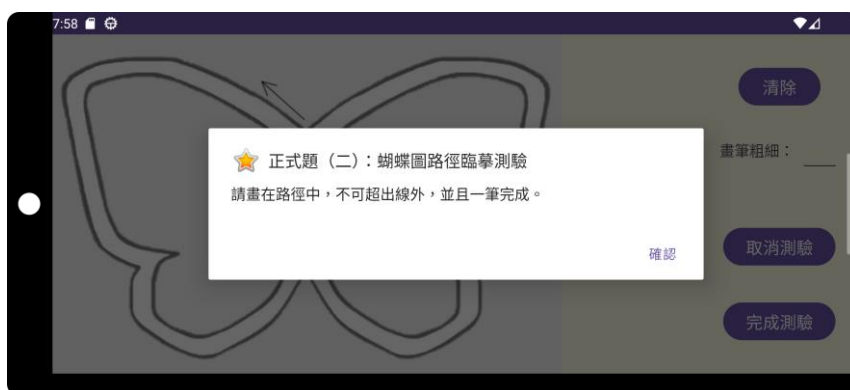 7:58
清除
正式題（二）：蝴蝶圖路徑臨摹測驗
畫筆粗細：
請畫在路徑中，不可超出線外，並且一筆完成。
確認
取消測驗
完成測驗